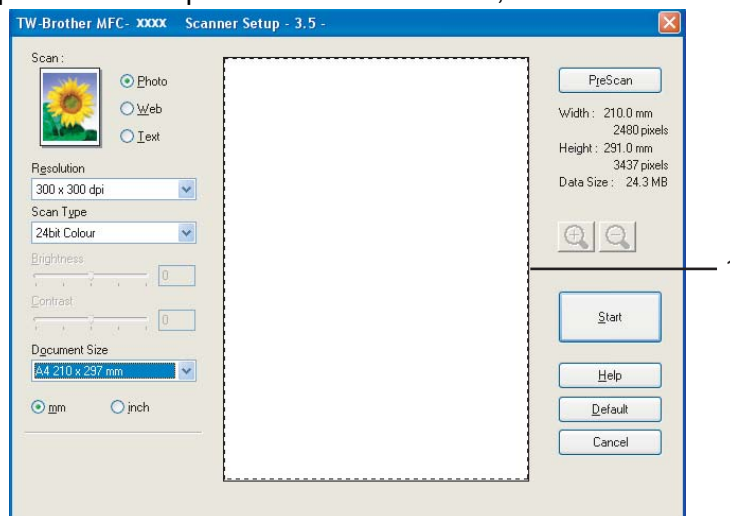 TW-Brother MFC- xxxx Scanner Setup - 3.5 -
Scan :
Photo
Web
Text
Resolution
300 x 300 dpi
Scan Type
24bit Colour
Brightness
0
Contrast
0
Document Size
A4 210 x 297 mm
mm
inch
PreScan
Width : 210.0 mm
2480 pixels
Height : 291.0 mm
3437 pixels
Data Size : 24.3 MB
Start
Help
Default
Cancel